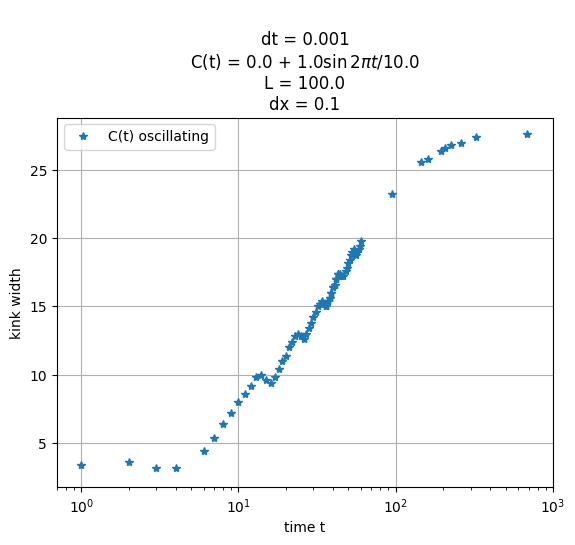 dt = 0.001
C(t) = 0.0 + 1.0sin 2πt/10.0
L = 100.0
dx = 0.1
C(t) oscillating
kink width
25
20
15
10
5
10⁰ 10¹ 10² 10³
time t